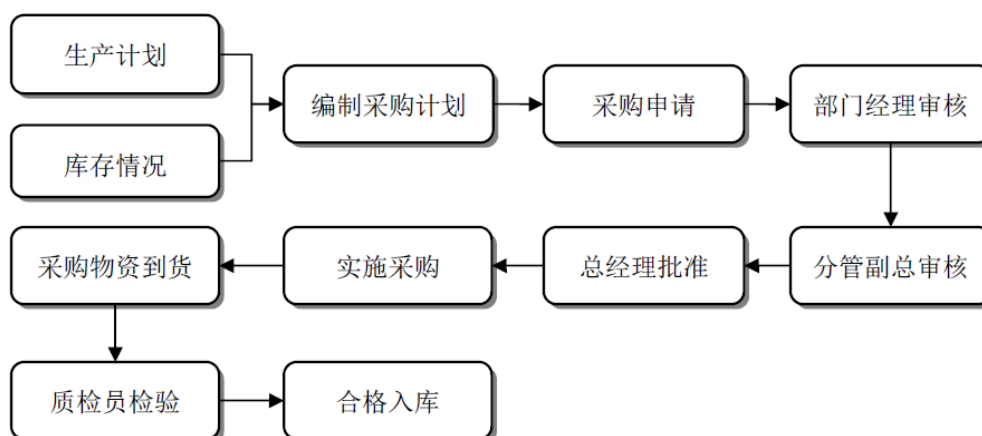 生产计划
库存情况
编制采购计划
采购申请
部门经理审核
分管副总审核
总经理批准
实施采购
采购物资到货
质检员检验
合格入库